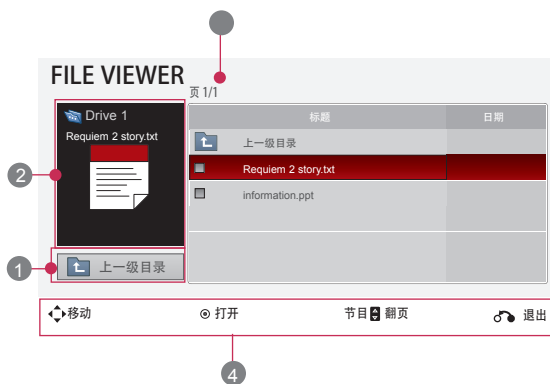 FILE VIEWER
页 1/1
Drive 1
Requiem 2 story.txt
标题 日期
上一级目录
Requiem 2 story.txt
information.ppt
2
1
上一级目录
移动 打开 节目 翻页 退出
4